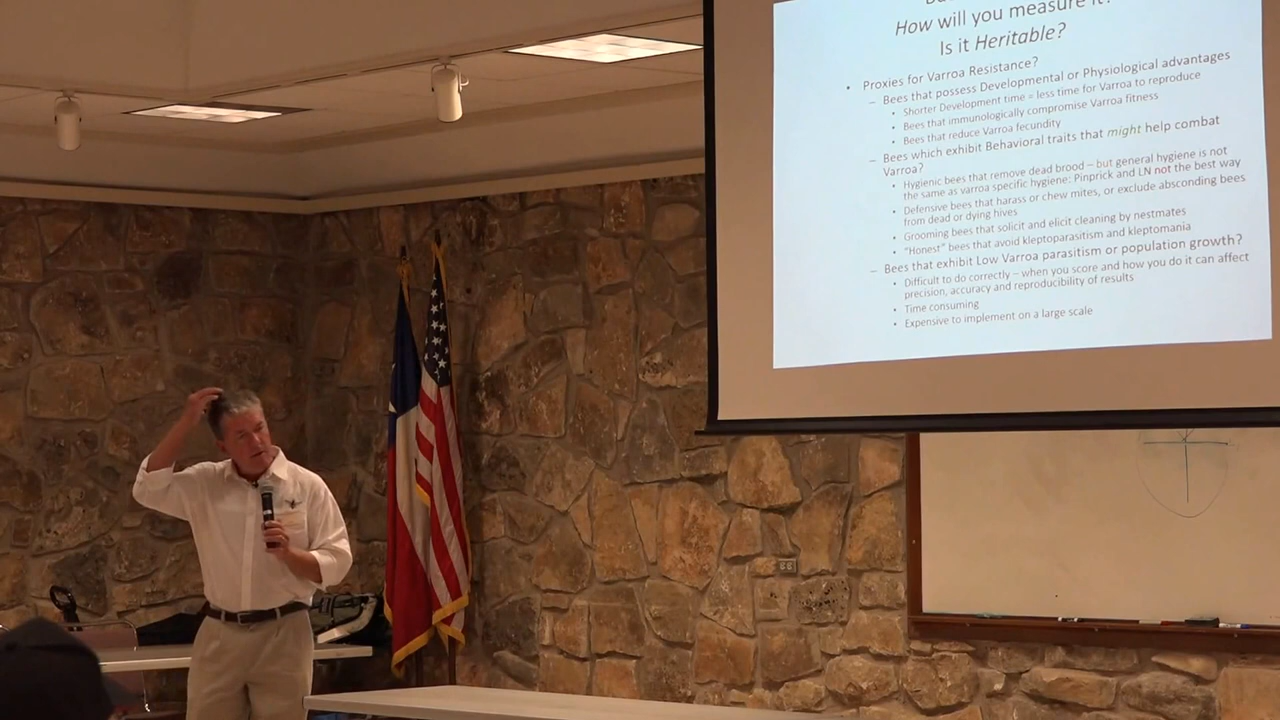 How will you measure it?
Is it Heritable?
• Proxies for Varroa Resistance?
– Bees that possess Developmental or Physiological advantages
• Shorter Development time = less time for Varroa to reproduce
• Bees that immunologically compromise Varroa fitness
• Bees that reduce Varroa fecundity
– Bees which exhibit Behavioral traits that might help combat
Varroa?
• Hygienic bees that remove dead brood – but general hygiene is not
the same as varroa specific hygiene: Pinprick and LN not the best way
• Defensive bees that harass or chew mites, or exclude absconding bees
from dead or dying hives
• Grooming bees that solicit and elicit cleaning by nestmates
• "Honest" bees that avoid kleptoparasitism and kleptomania
– Bees that exhibit Low Varroa parasitism or population growth?
• Difficult to do correctly – when you score and how you do it can affect
precision, accuracy and reproducibility of results
• Time consuming
• Expensive to implement on a large scale